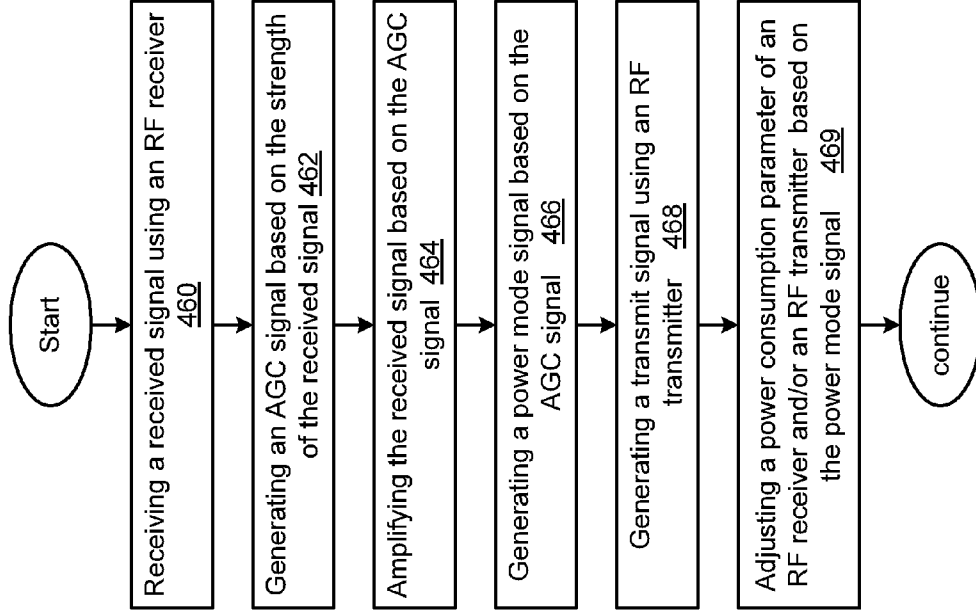 Start
Receiving a received signal using an RF receiver
460
Generating an AGC signal based on the strength
of the received signal 462
Amplifying the received signal based on the AGC
signal 464
Generating a power mode signal based on the
AGC signal 466
Generating a transmit signal using an RF
transmitter 468
Adjusting a power consumption parameter of an
RF receiver and/or an RF transmitter based on
the power mode signal 469
continue